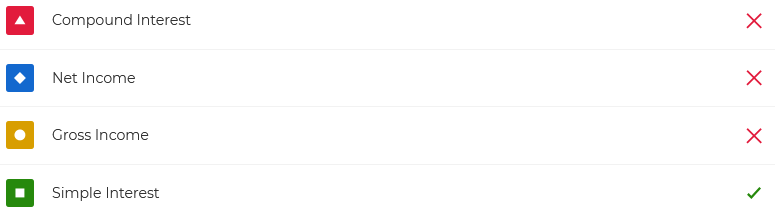 Compound Interest
Net Income
Gross Income
Simple Interest